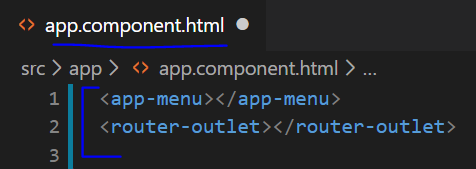 app.component.html
src > app > app.component.html > ...
1 <app-menu></app-menu>
2 <router-outlet></router-outlet>
3